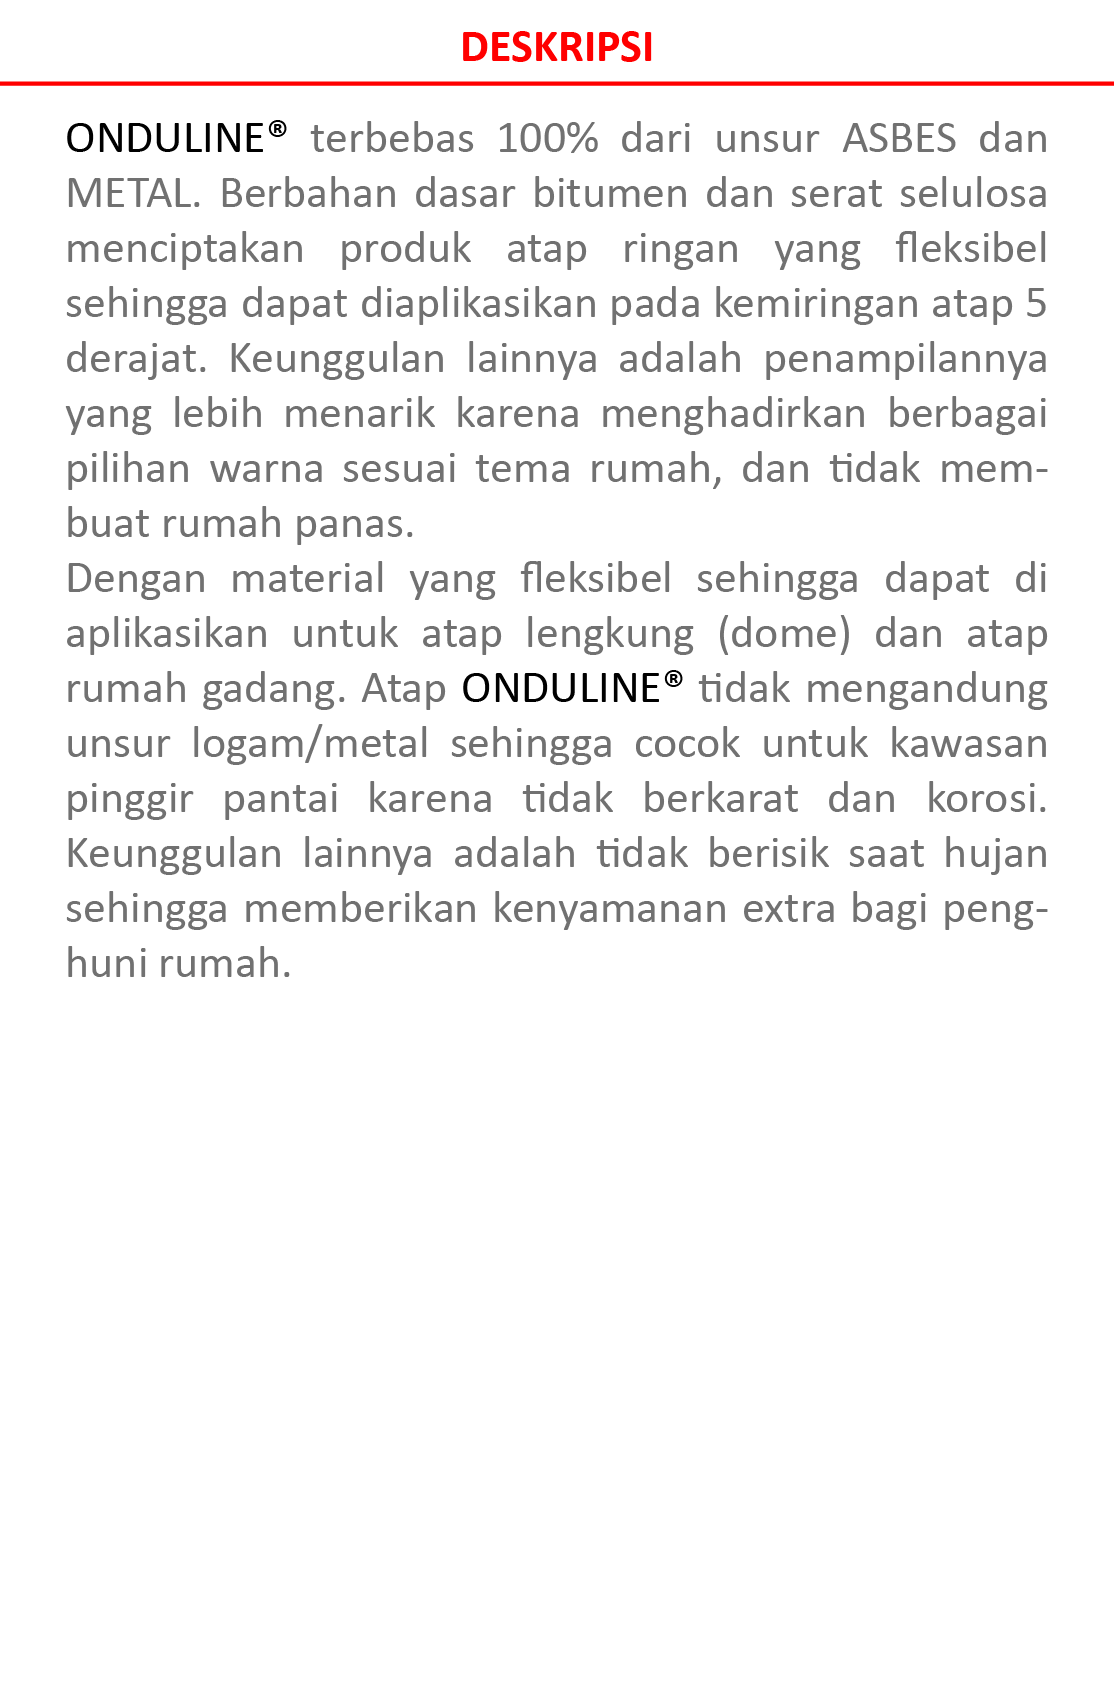 DESKRIPSI
ONDULINE® terbebas 100% dari unsur ASBES dan
METAL. Berbahan dasar bitumen dan serat selulosa
menciptakan produk atap ringan yang fleksibel
sehingga dapat diaplikasikan pada kemiringan atap 5
derajat. Keunggulan lainnya adalah penampilannya
yang lebih menarik karena menghadirkan berbagai
pilihan warna sesuai tema rumah, dan tidak mem-
buat rumah panas.
Dengan material yang fleksibel sehingga dapat di
aplikasikan untuk atap lengkung (dome) dan atap
rumah gadang. Atap ONDULINE® tidak mengandung
unsur logam/metal sehingga cocok untuk kawasan
pinggir pantai karena tidak berkarat dan korosi.
Keunggulan lainnya adalah tidak berisik saat hujan
sehingga memberikan kenyamanan extra bagi peng-
huni rumah.